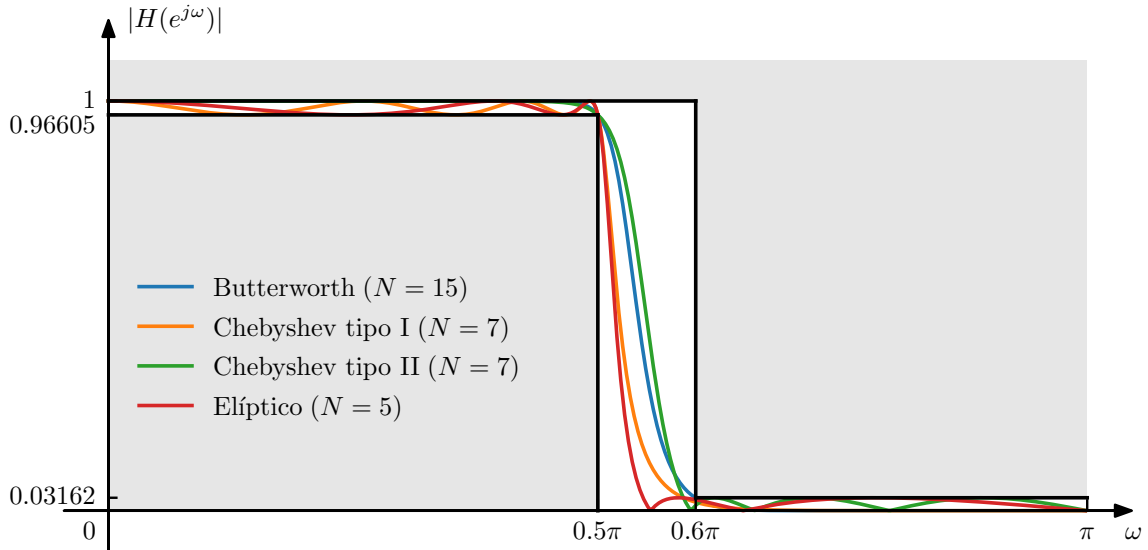 |H(e^{jω})|
1
0.96605
Butterworth (N = 15)
Chebyshev tipo I (N = 7)
Chebyshev tipo II (N = 7)
Elíptico (N = 5)
0.03162
0 0.5π 0.6π π ω